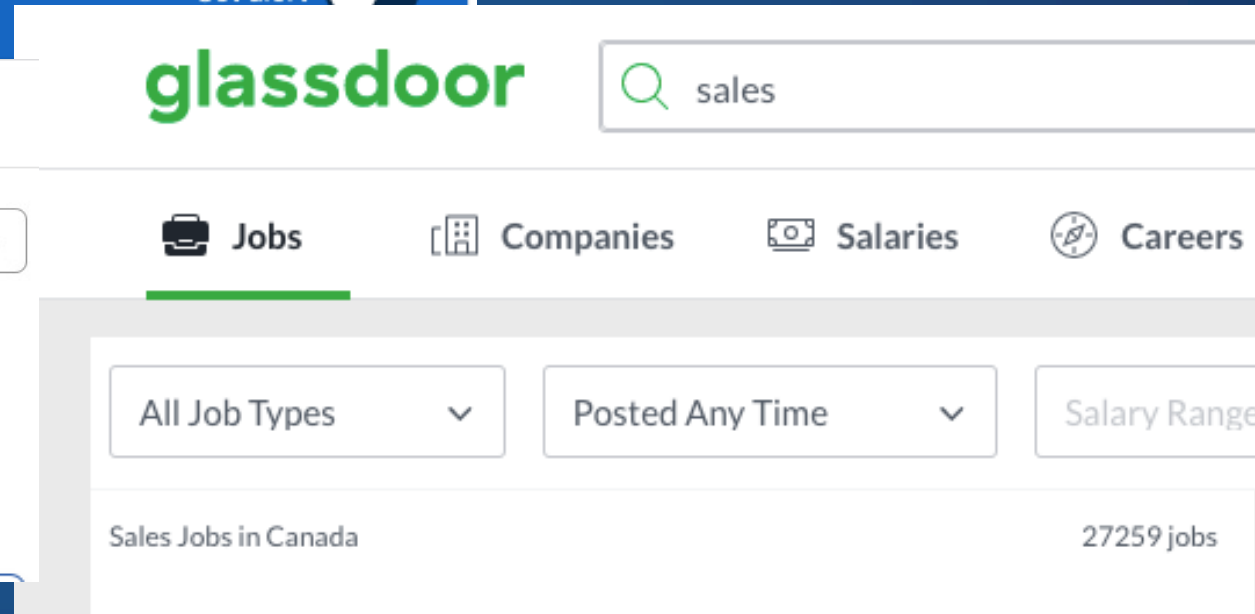 glassdoor
sales
Jobs Companies Salaries Careers
All Job Types Posted Any Time Salary Range
Sales Jobs in Canada 27259 jobs